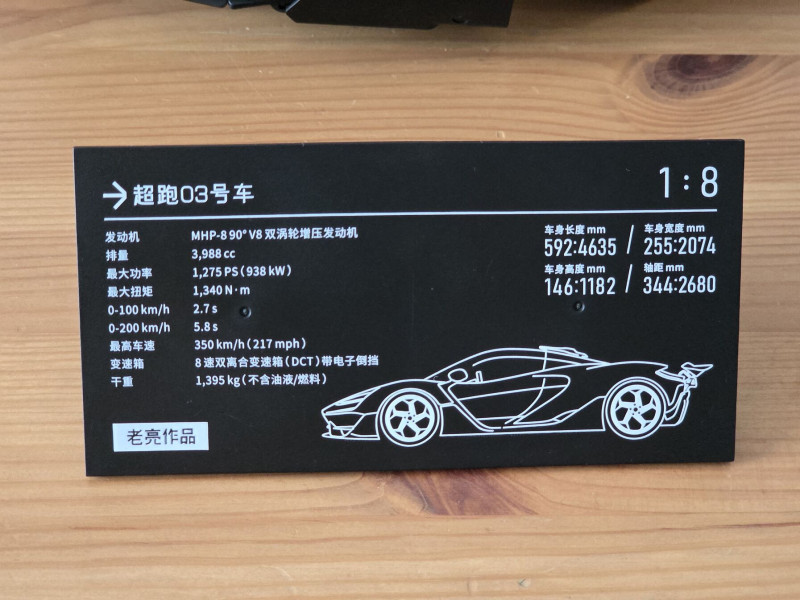 超跑03号车
1:8
发动机 MHP-8 90° V8 双涡轮增压发动机
排量 3,988 cc
最大功率 1,275 PS(938 kW)
最大扭矩 1,340 N·m
0-100 km/h 2.7 s
0-200 km/h 5.8 s
最高车速 350 km/h(217 mph)
变速箱 8 速双离合变速箱(DCT)带电子倒挡
干重 1,395 kg(不含油液/燃料)
车身长度 mm / 车身宽度 mm
592:4635 / 255:2074
车身高度 mm / 轴距 mm
146:1182 / 344:2680
老亮作品